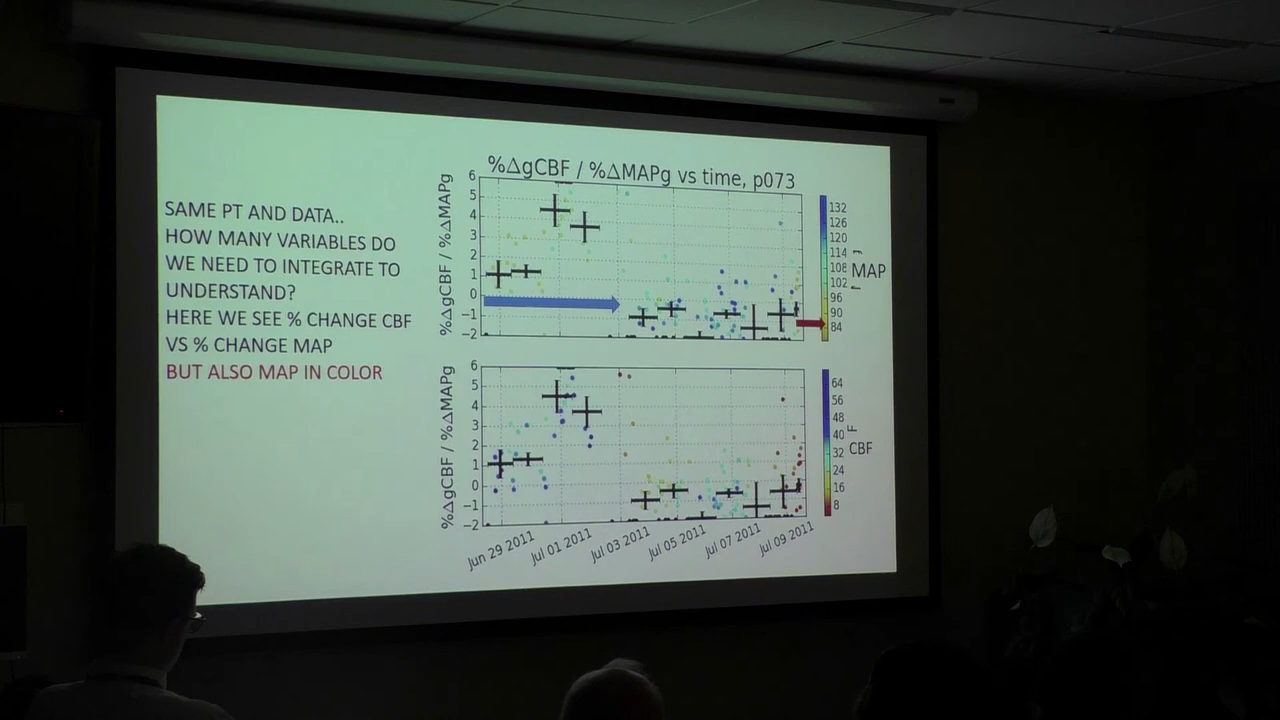 SAME PT AND DATA..
HOW MANY VARIABLES DO
WE NEED TO INTEGRATE TO
UNDERSTAND?
HERE WE SEE % CHANGE CBF
VS % CHANGE MAP
BUT ALSO MAP IN COLOR
%ΔgCBF / %ΔMAPg vs time, p073
%ΔgCBF / %ΔMAPg
6
5
4
3
2
1
0
−1
−2
132
126
120
114
108
102
96
90
84
MAP
%ΔgCBF / %ΔMAPg
6
5
4
3
2
1
0
−1
−2
Jun 29 2011
Jul 01 2011
Jul 03 2011
Jul 05 2011
Jul 07 2011
Jul 09 2011
64
56
48
40
32
24
16
8
CBF